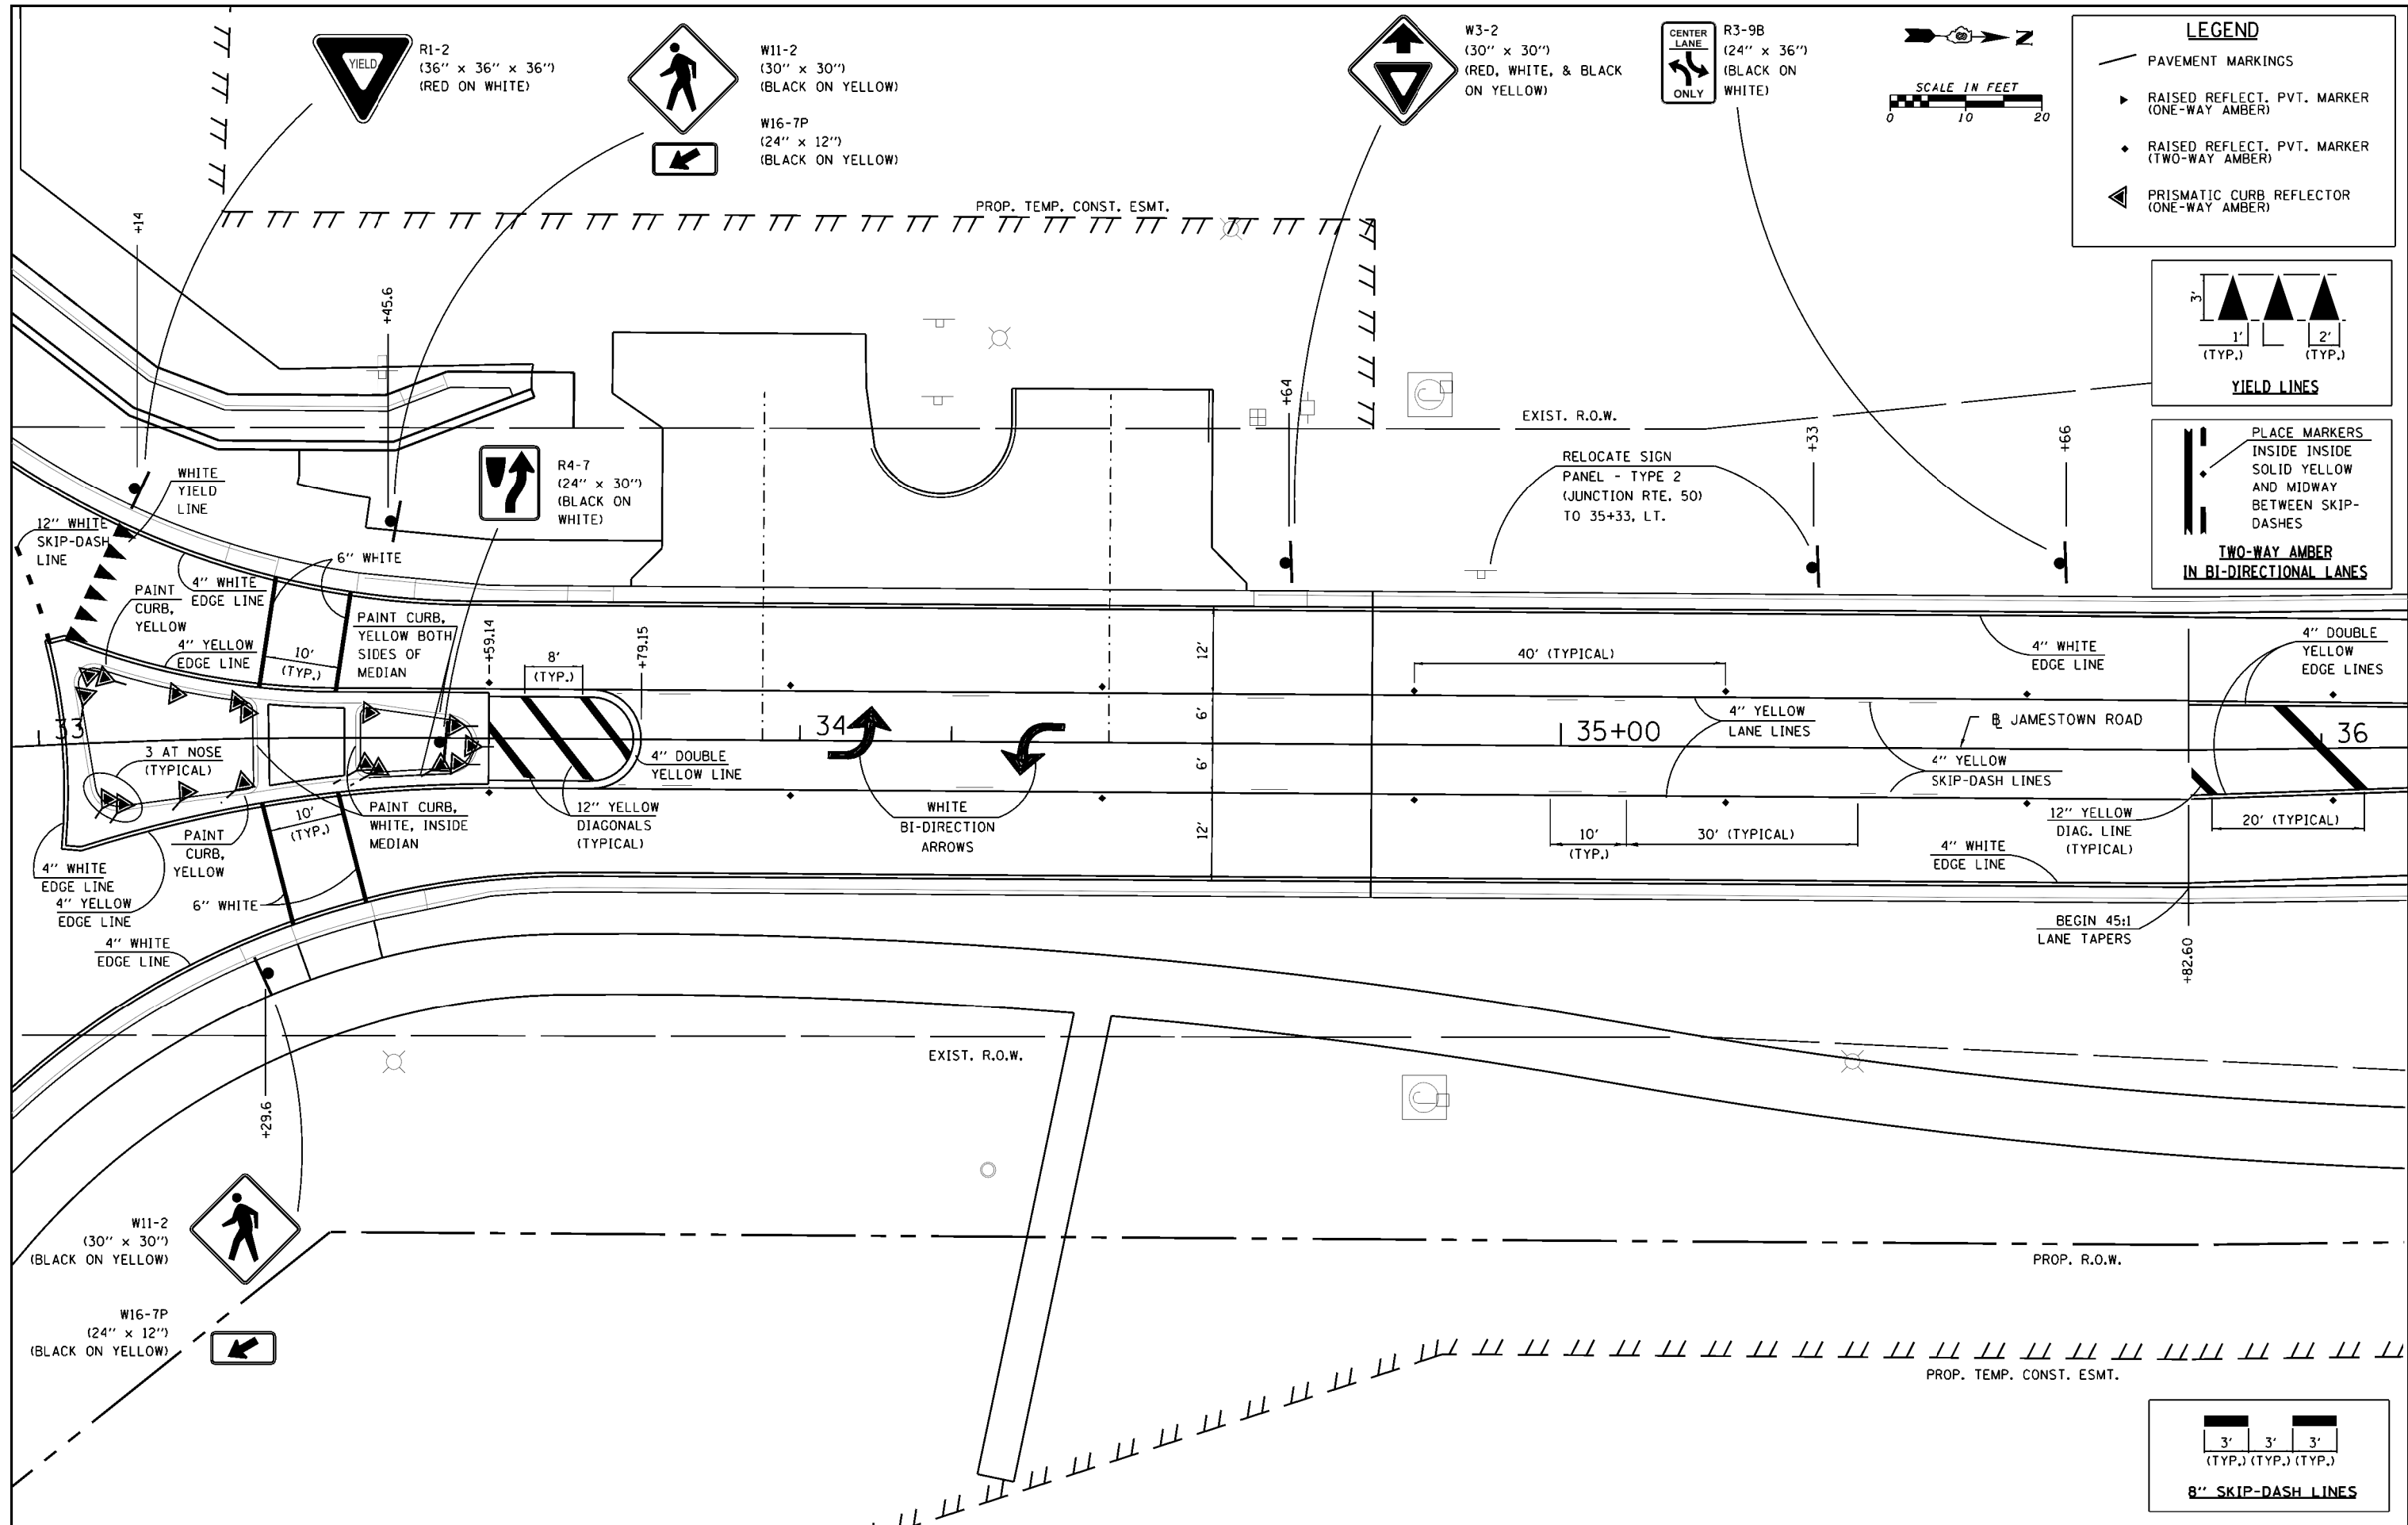 YIELD
R1-2
(36'' x 36'' x 36'')
(RED ON WHITE)
W11-2
(30'' x 30'')
(BLACK ON YELLOW)
W16-7P
(24'' x 12'')
(BLACK ON YELLOW)
W3-2
(30'' x 30'')
(RED, WHITE, & BLACK
ON YELLOW)
CENTER
LANE
ONLY
R3-9B
(24'' x 36'')
(BLACK ON
WHITE)
N
SCALE IN FEET
0 10 20
LEGEND
PAVEMENT MARKINGS
RAISED REFLECT. PVT. MARKER
(ONE-WAY AMBER)
RAISED REFLECT. PVT. MARKER
(TWO-WAY AMBER)
PRISMATIC CURB REFLECTOR
(ONE-WAY AMBER)
3'
1' 2'
(TYP.) (TYP.)
YIELD LINES
PLACE MARKERS
INSIDE INSIDE
SOLID YELLOW
AND MIDWAY
BETWEEN SKIP-
DASHES
TWO-WAY AMBER
IN BI-DIRECTIONAL LANES
PROP. TEMP. CONST. ESMT.
+14
+45.6
+64
+33
+66
EXIST. R.O.W.
RELOCATE SIGN
PANEL - TYPE 2
(JUNCTION RTE. 50)
TO 35+33, LT.
R4-7
(24'' x 30'')
(BLACK ON
WHITE)
WHITE
YIELD
LINE
12'' WHITE
SKIP-DASH
LINE
6'' WHITE
4'' WHITE
EDGE LINE
PAINT
CURB,
YELLOW
4'' YELLOW
EDGE LINE
10'
(TYP.)
PAINT CURB,
YELLOW BOTH
SIDES OF
MEDIAN
+59.14
8'
(TYP.)
+79.15
12'
6'
6'
12'
40' (TYPICAL)
4'' WHITE
EDGE LINE
4'' DOUBLE
YELLOW
EDGE LINES
33
34
35+00
36
4'' YELLOW
LANE LINES
JAMESTOWN ROAD
4'' YELLOW
SKIP-DASH LINES
3 AT NOSE
(TYPICAL)
4'' DOUBLE
YELLOW LINE
PAINT CURB,
WHITE, INSIDE
MEDIAN
12'' YELLOW
DIAGONALS
(TYPICAL)
WHITE
BI-DIRECTION
ARROWS
10'
(TYP.)
30' (TYPICAL)
12'' YELLOW
DIAG. LINE
(TYPICAL)
20' (TYPICAL)
10'
(TYP.)
PAINT
CURB,
YELLOW
4'' WHITE
EDGE LINE
4'' YELLOW
EDGE LINE
6'' WHITE
4'' WHITE
EDGE LINE
4'' WHITE
EDGE LINE
BEGIN 45:1
LANE TAPERS
+82.60
EXIST. R.O.W.
+29.6
W11-2
(30'' x 30'')
(BLACK ON YELLOW)
W16-7P
(24'' x 12'')
(BLACK ON YELLOW)
PROP. R.O.W.
PROP. TEMP. CONST. ESMT.
3' 3' 3'
(TYP.) (TYP.) (TYP.)
8'' SKIP-DASH LINES